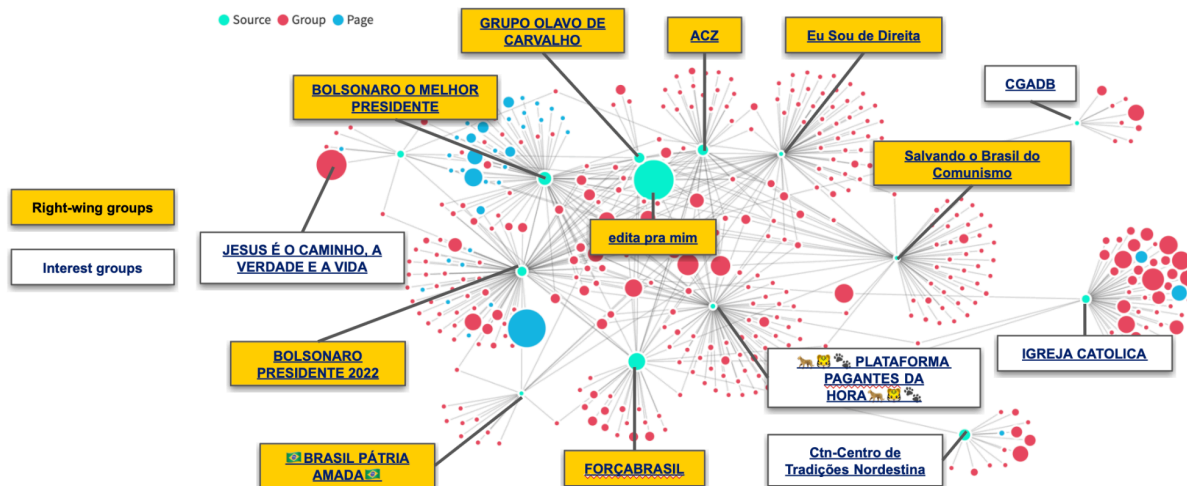 Source Group Page
GRUPO OLAVO DE
CARVALHO
ACZ
Eu Sou de Direita
BOLSONARO O MELHOR
PRESIDENTE
CGADB
Salvando o Brasil do
Comunismo
Right-wing groups
edita pra mim
JESUS É O CAMINHO, A
VERDADE E A VIDA
Interest groups
BOLSONARO
PRESIDENTE 2022
🐆🐯🐾 PLATAFORMA
PAGANTES DA
HORA🐆🐯🐾
IGREJA CATOLICA
🇧🇷BRASIL PÁTRIA
AMADA🇧🇷
FORÇABRASIL
Ctn-Centro de
Tradições Nordestina